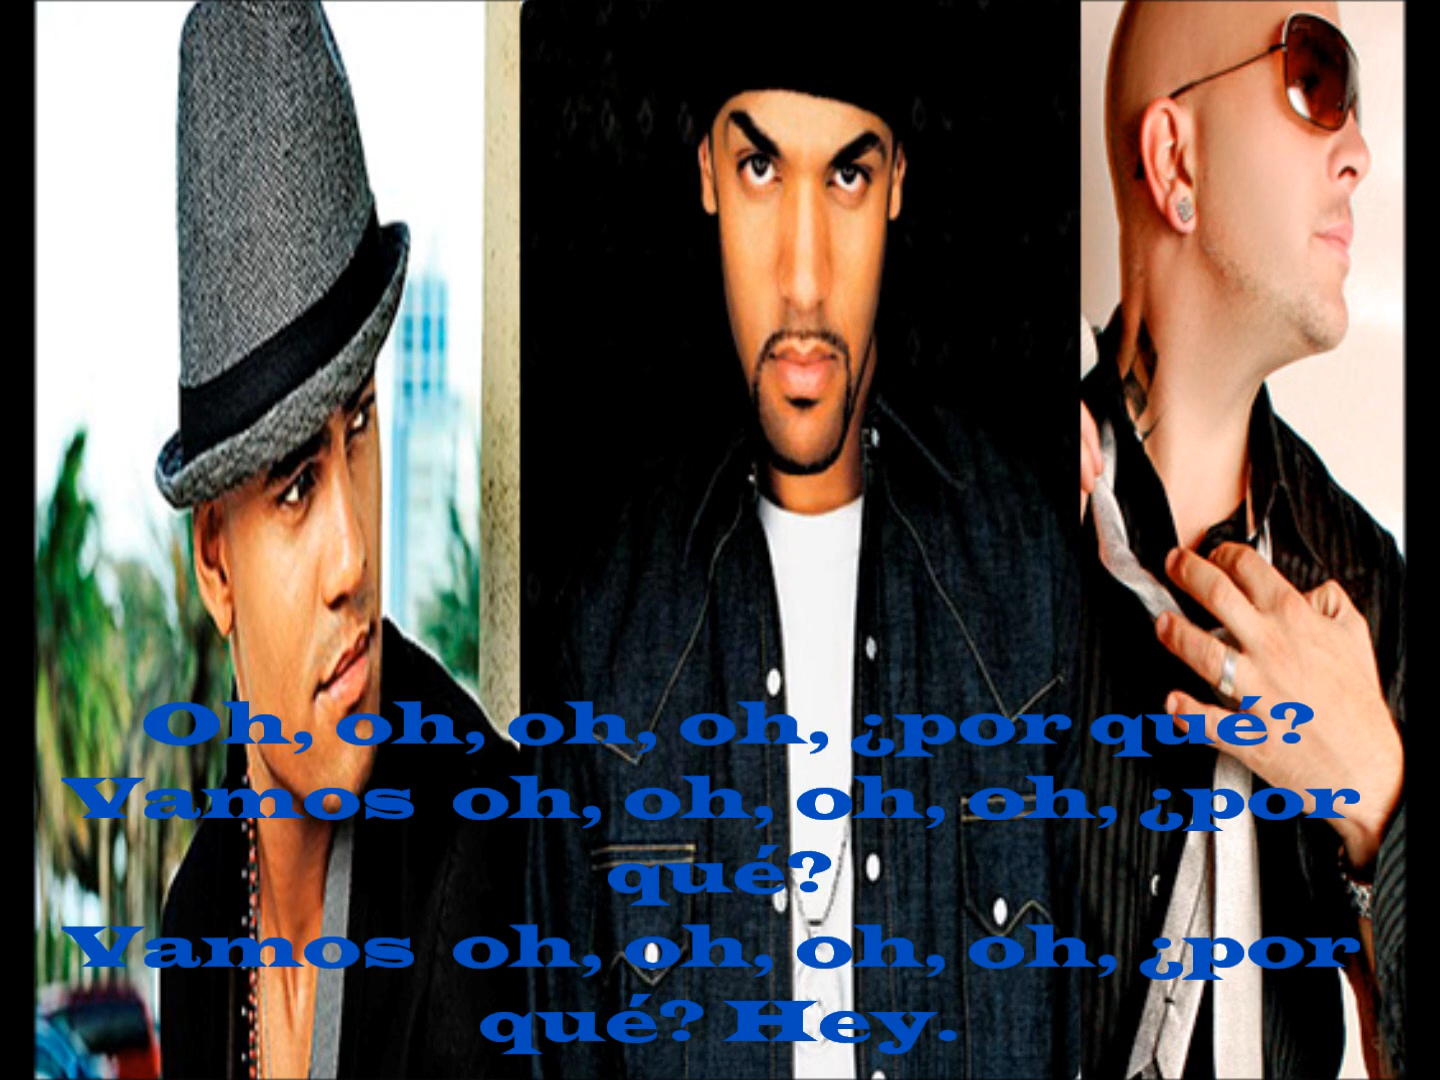 Oh, oh, oh, oh, ¿por qué?
Vamos oh, oh, oh, oh, ¿por
qué?
Vamos oh, oh, oh, oh, ¿por
qué? Hey.